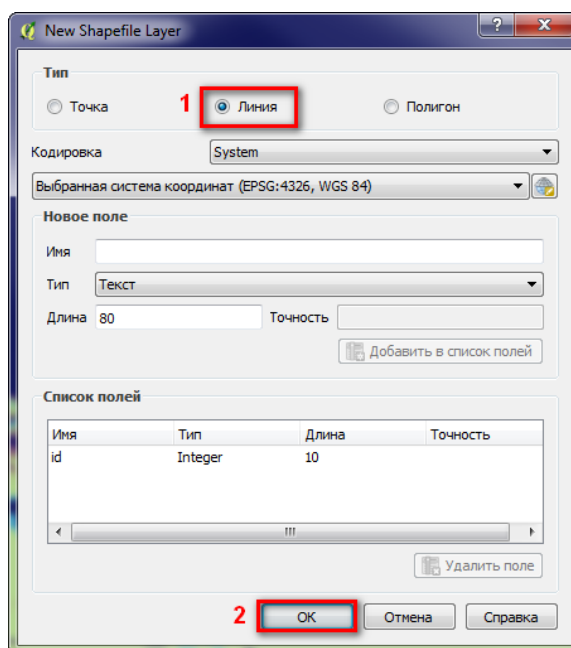 New Shapefile Layer
Тип
Точка
1
Линия
Полигон
Кодировка
System
Выбранная система координат (EPSG:4326, WGS 84)
Новое поле
Имя
Тип
Текст
Длина
80
Точность
Добавить в список полей
Список полей
Имя Тип Длина Точность
id Integer 10
Удалить поле
2
OK
Отмена
Справка